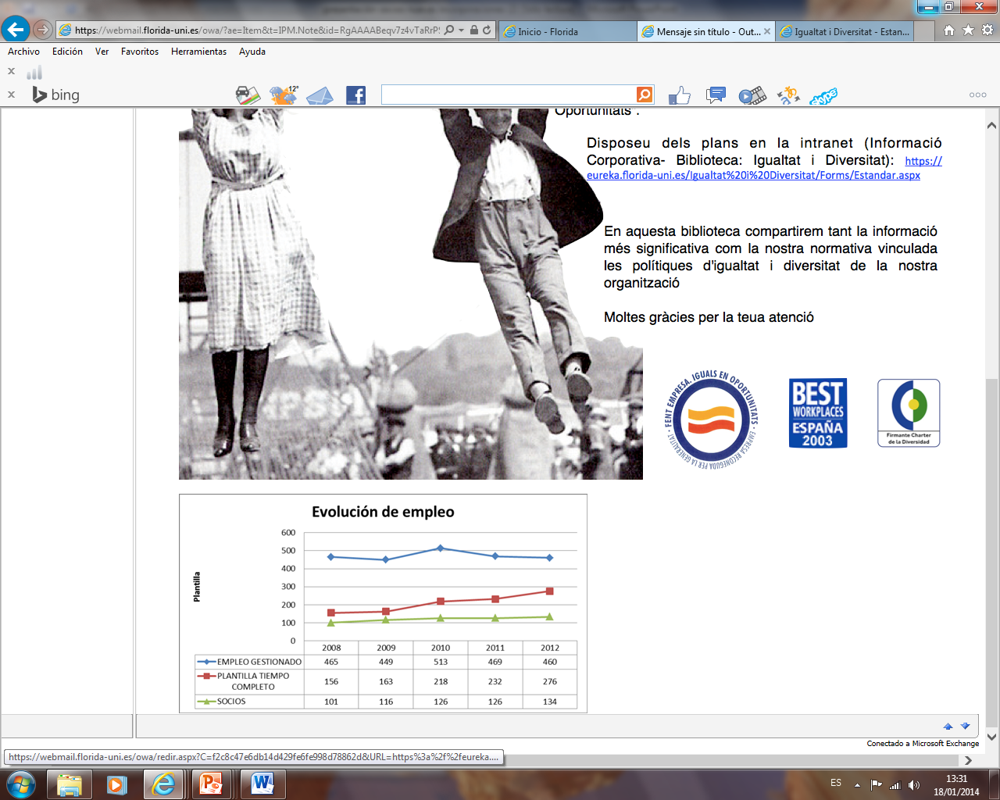 https://webmail.florida-uni.es/owa/?ae=Item&t=IPM.Note&id=RgAAAABeqv7z4vTaRrP
Inicio - Florida
Mensaje sin título - Out...
Igualtat i Diversitat - Estan...
Archivo Edición Ver Favoritos Herramientas Ayuda
x
x bing
12°
skype
Oportunitats".
Disposeu dels plans en la intranet (Informació
Corporativa- Biblioteca: Igualtat i Diversitat): https://
eureka.florida-uni.es/Igualtat%20i%20Diversitat/Forms/Estandar.aspx
En aquesta biblioteca compartirem tant la informació
més significativa com la nostra normativa vinculada
les polítiques d'igualtat i diversitat de la nostra
organització
Moltes gràcies per la teua atenció
FENT EMPRESA. IGUALS EN OPORTUNITATS
EMPRESA RECONEGUDA PER LA GENERALITAT
BEST
WORKPLACES
ESPAÑA
2003
Firmante Charter
de la Diversidad
Evolución de empleo
Plantilla
600
500
400
300
200
100
0
2008 2009 2010 2011 2012
EMPLEO GESTIONADO 465 449 513 469 460
PLANTILLA TIEMPO
COMPLETO 156 163 218 232 276
SOCIOS 101 116 126 126 134
Conectado a Microsoft Exchange
https://webmail.florida-uni.es/owa/redir.aspx?C=f2c8c47e6db14d429fe6fe998d78862d&URL=https%3a%2f%2feureka....
ES
13:31
18/01/2014